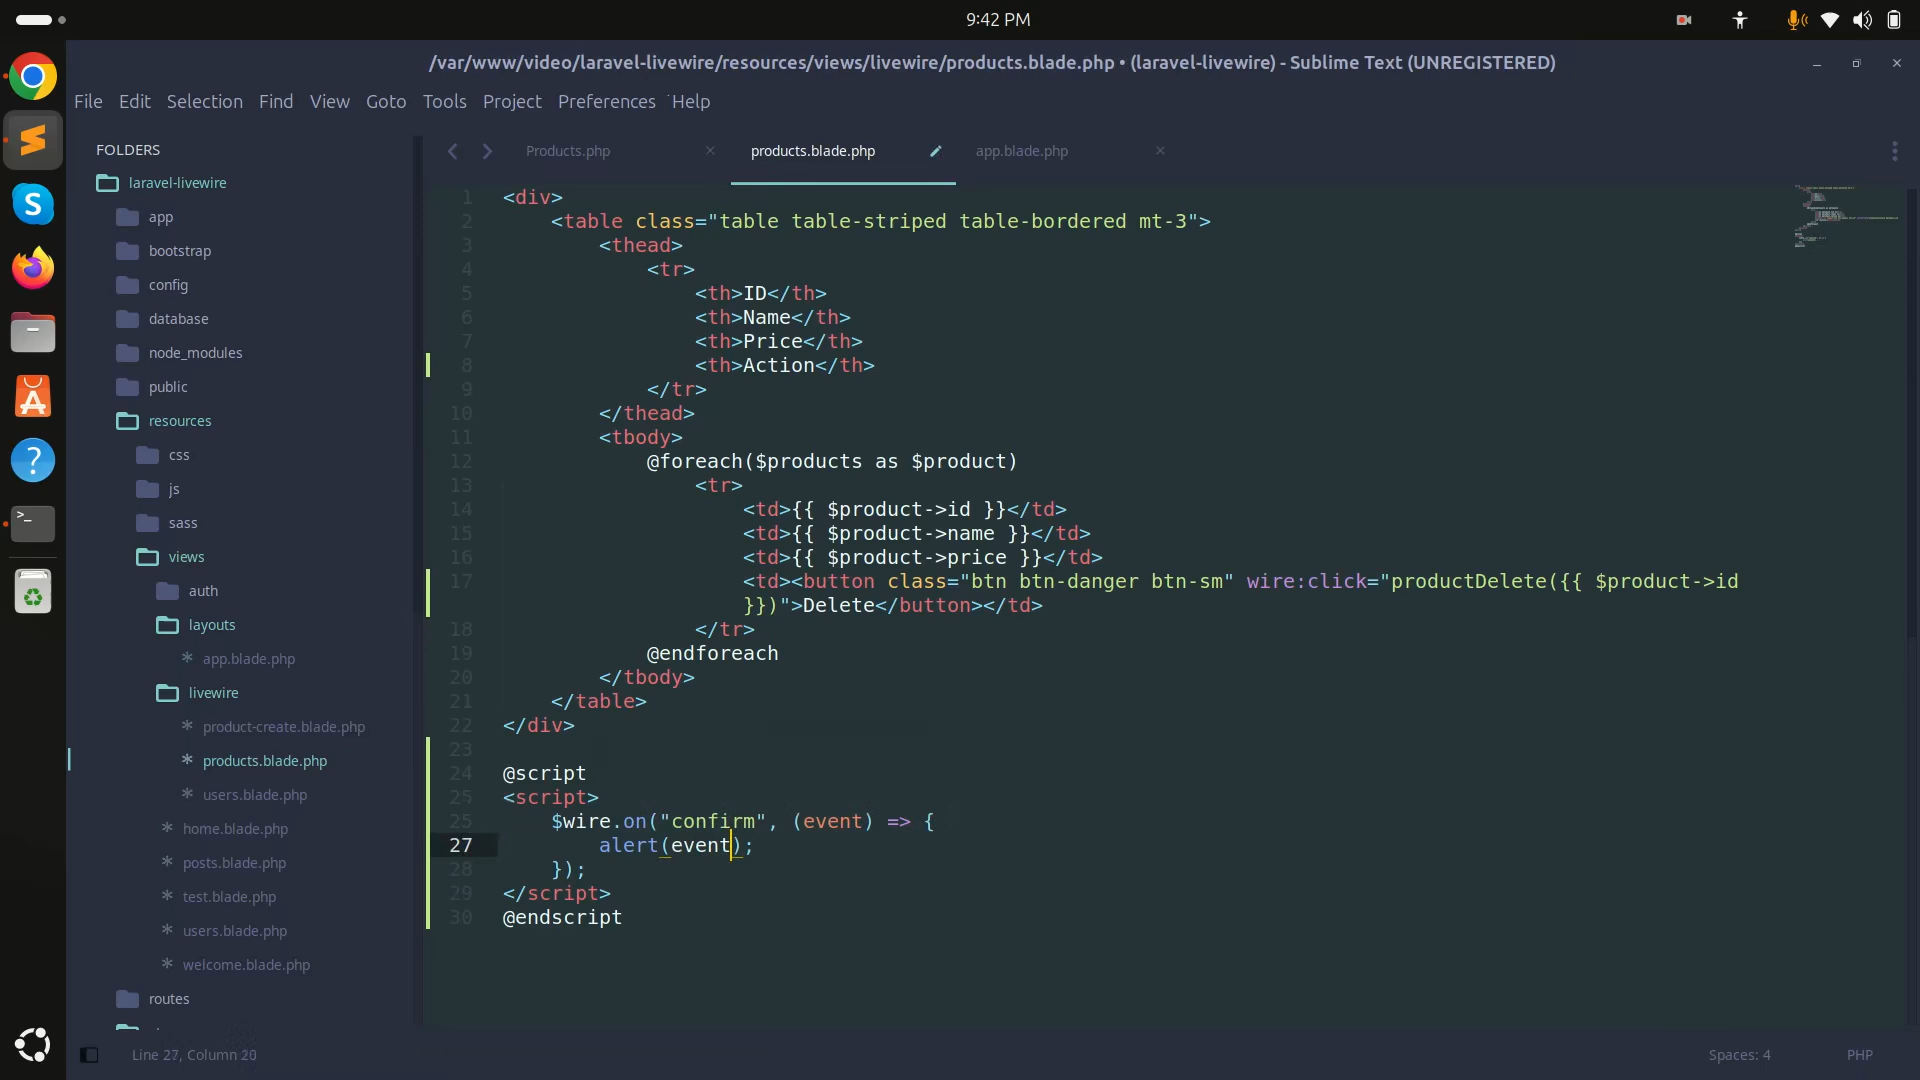 9:42 PM
/var/www/video/laravel-livewire/resources/views/livewire/products.blade.php • (laravel-livewire) - Sublime Text (UNREGISTERED)
File Edit Selection Find View Goto Tools Project Preferences Help
FOLDERS
laravel-livewire
app
bootstrap
config
database
node_modules
public
resources
css
js
sass
views
auth
layouts
app.blade.php
livewire
product-create.blade.php
products.blade.php
users.blade.php
home.blade.php
posts.blade.php
test.blade.php
users.blade.php
welcome.blade.php
routes
Products.php products.blade.php app.blade.php
1 <div>
2 <table class="table table-striped table-bordered mt-3">
3 <thead>
4 <tr>
5 <th>ID</th>
6 <th>Name</th>
7 <th>Price</th>
8 <th>Action</th>
9 </tr>
10 </thead>
11 <tbody>
12 @foreach($products as $product)
13 <tr>
14 <td>{{ $product->id }}</td>
15 <td>{{ $product->name }}</td>
16 <td>{{ $product->price }}</td>
17 <td><button class="btn btn-danger btn-sm" wire:click="productDelete({{ $product->id
}})">Delete</button></td>
18 </tr>
19 @endforeach
20 </tbody>
21 </table>
22 </div>
23
24 @script
25 <script>
$wire.on("confirm", (event) => {
27 alert(event);
28 });
29 </script>
30 @endscript
Line 27, Column 20
Spaces: 4
PHP